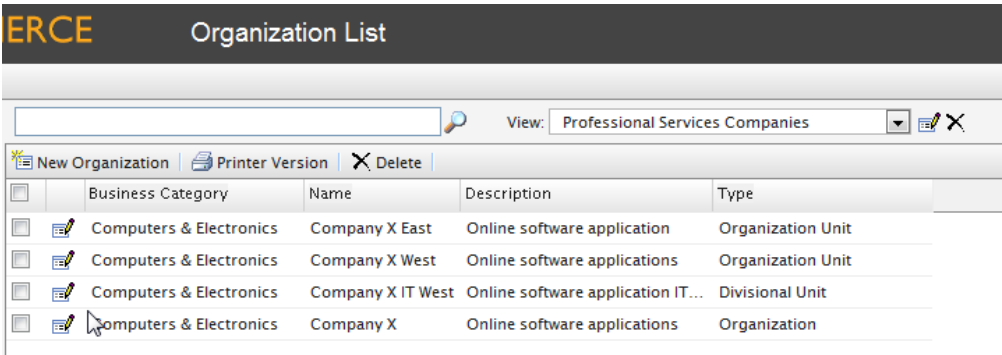 ERCE Organization List
View: Professional Services Companies
New Organization Printer Version Delete
Business Category Name Description Type
Computers & Electronics Company X East Online software application Organization Unit
Computers & Electronics Company X West Online software applications Organization Unit
Computers & Electronics Company X IT West Online software application IT... Divisional Unit
Computers & Electronics Company X Online software applications Organization